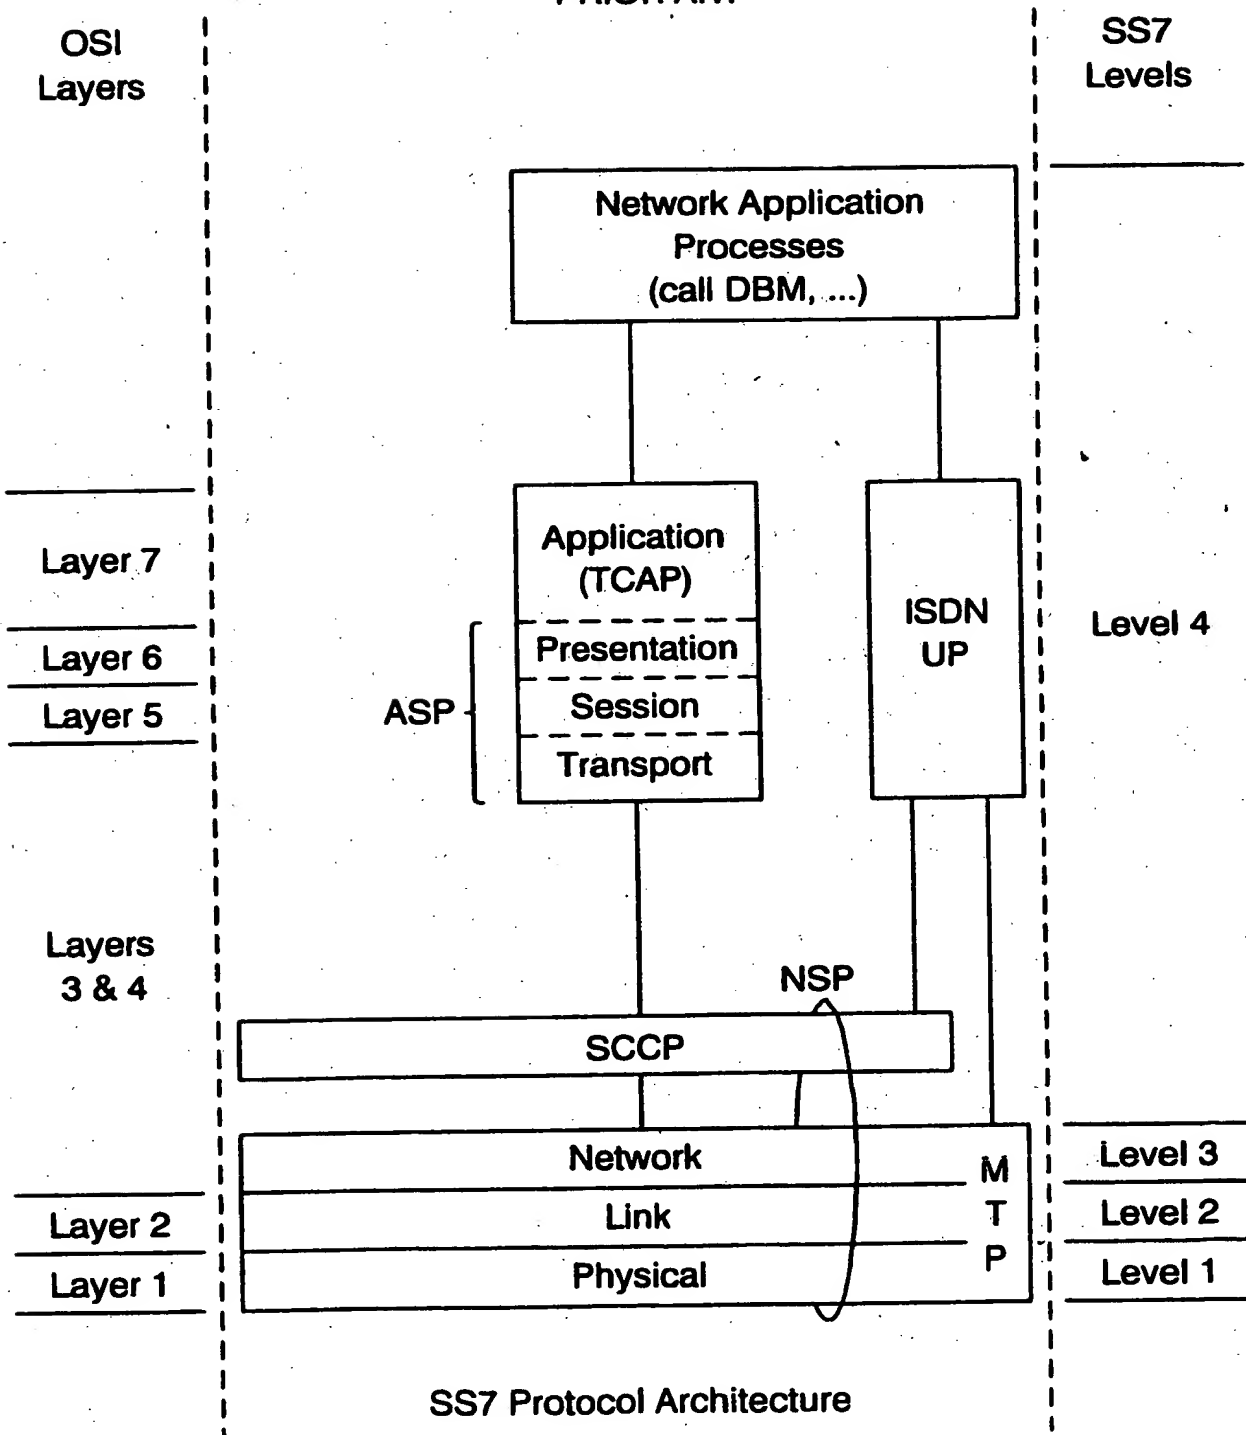 OSI
Layers
SS7
Levels
Network Application
Processes
(call DBM, ...)
Layer 7
Layer 6
Layer 5
Application
(TCAP)
Presentation
Session
Transport
ASP
ISDN
UP
Level 4
Layers
3 & 4
NSP
SCCP
Network
Link
Physical
M
T
P
Layer 2
Layer 1
Level 3
Level 2
Level 1
SS7 Protocol Architecture